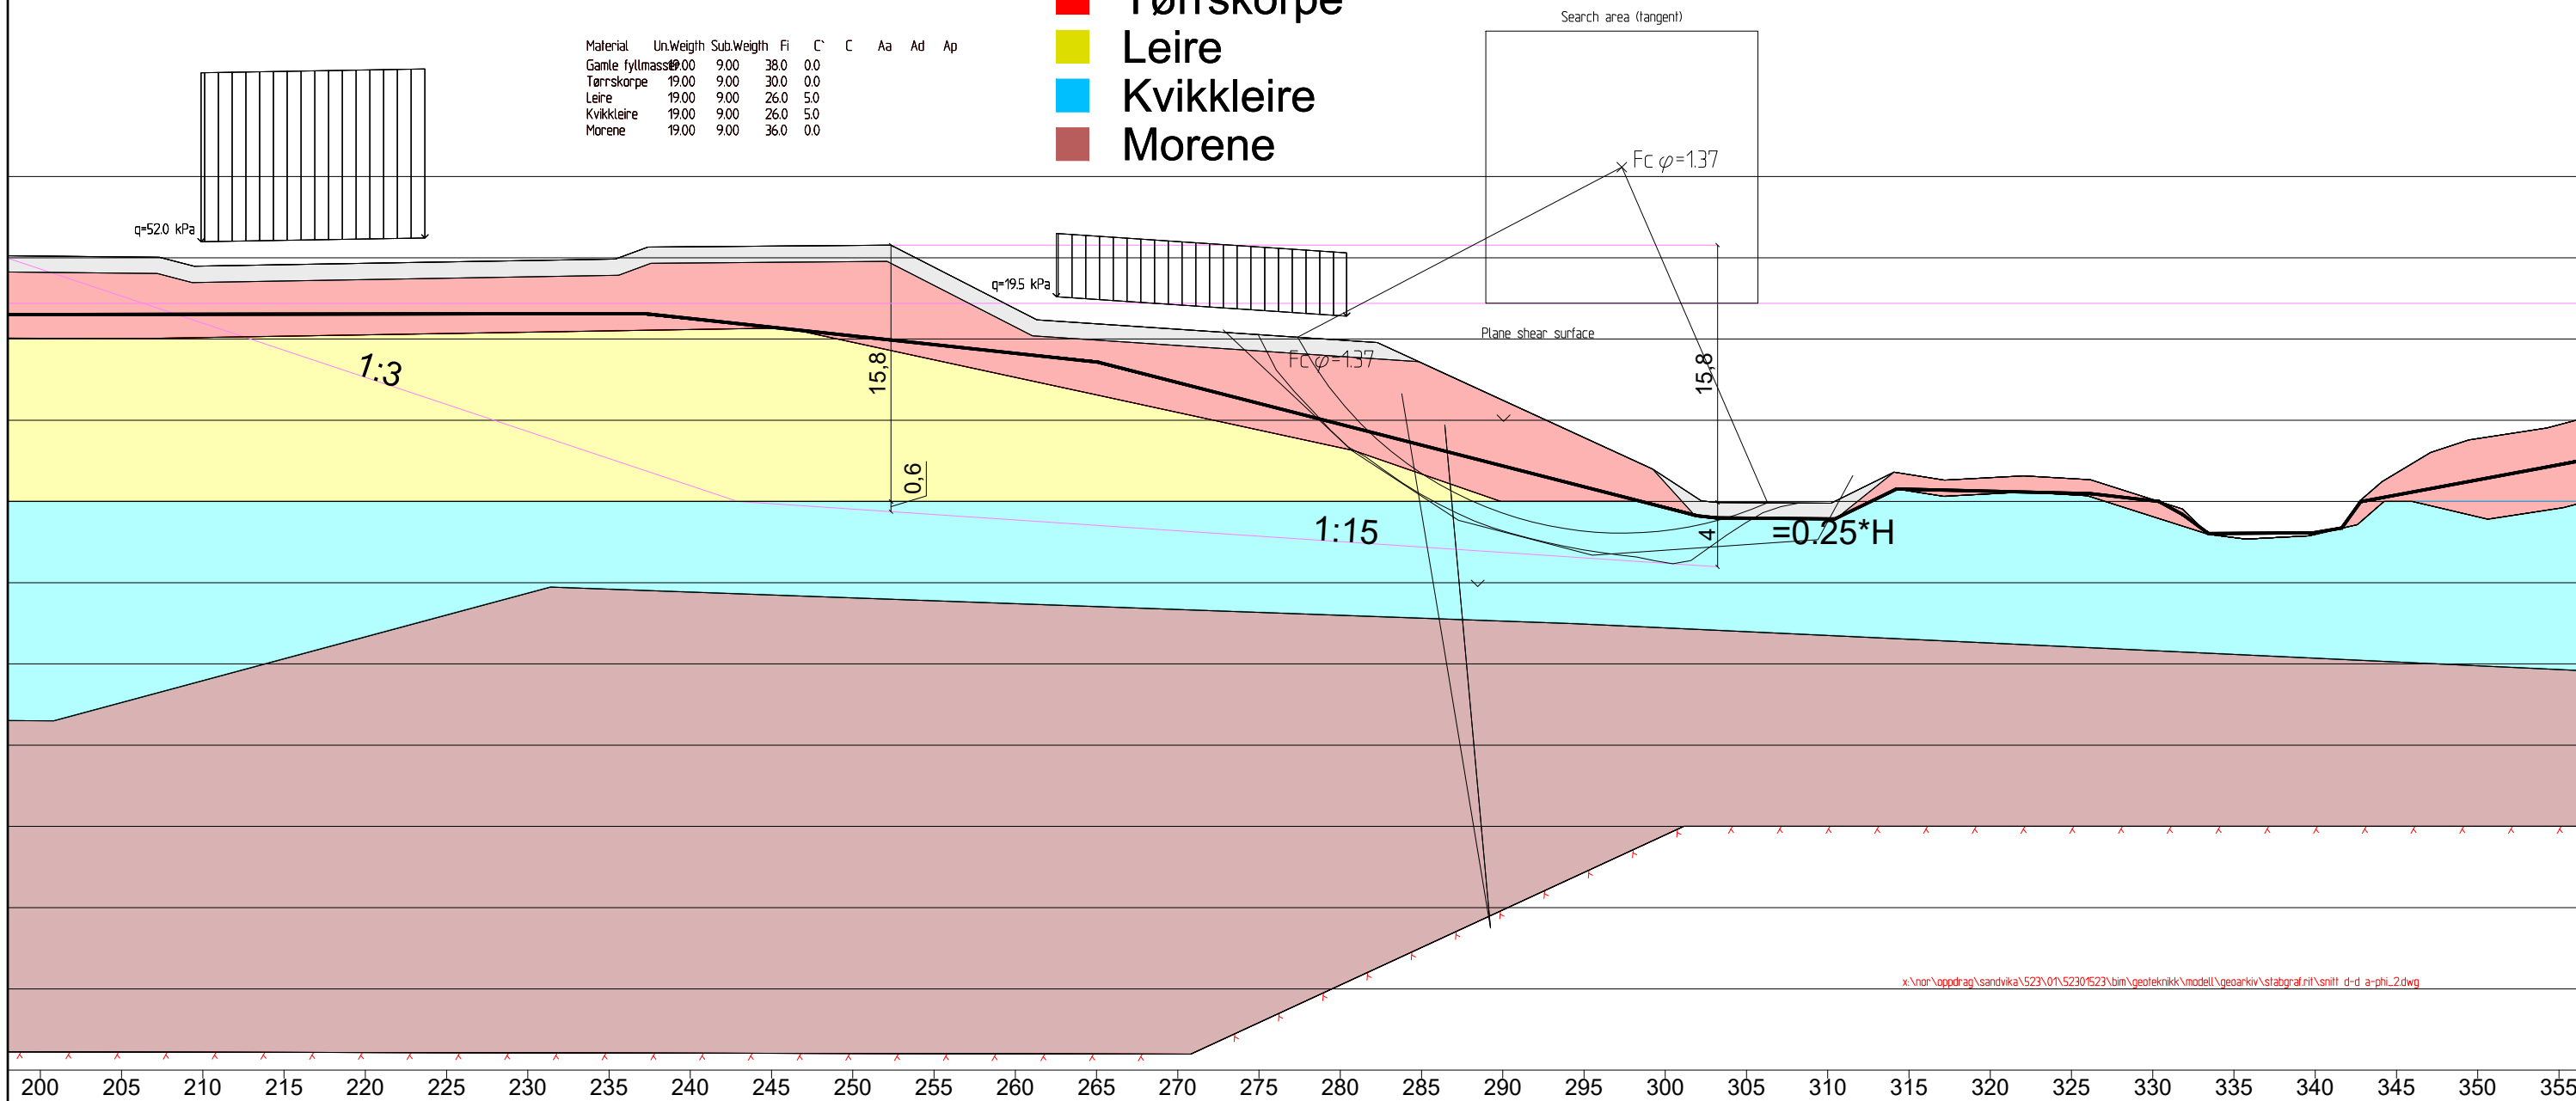 Tørrskorpe
Leire
Kvikkleire
Morene
Material Un.Weigth Sub.Weigth Fi C` C Aa Ad Ap
Gamle fyllmasser 19.00 9.00 38.0 0.0
Tørrskorpe 19.00 9.00 30.0 0.0
Leire 19.00 9.00 26.0 5.0
Kvikkleire 19.00 9.00 26.0 5.0
Morene 19.00 9.00 36.0 0.0
Search area (tangent)
Fc φ=1.37
q=52.0 kPa
q=19.5 kPa
Plane shear surface
Fc φ=1.37
1:3
15,8
15,8
0,6
1:15
4
=0.25*H
x:\nor\oppdrag\sandvika\523\01\52301523\bim\geoteknikk\modell\geoarkiv\stabgraf.rit\snitt d-d a-phi_2.dwg
200 205 210 215 220 225 230 235 240 245 250 255 260 265 270 275 280 285 290 295 300 305 310 315 320 325 330 335 340 345 350 355